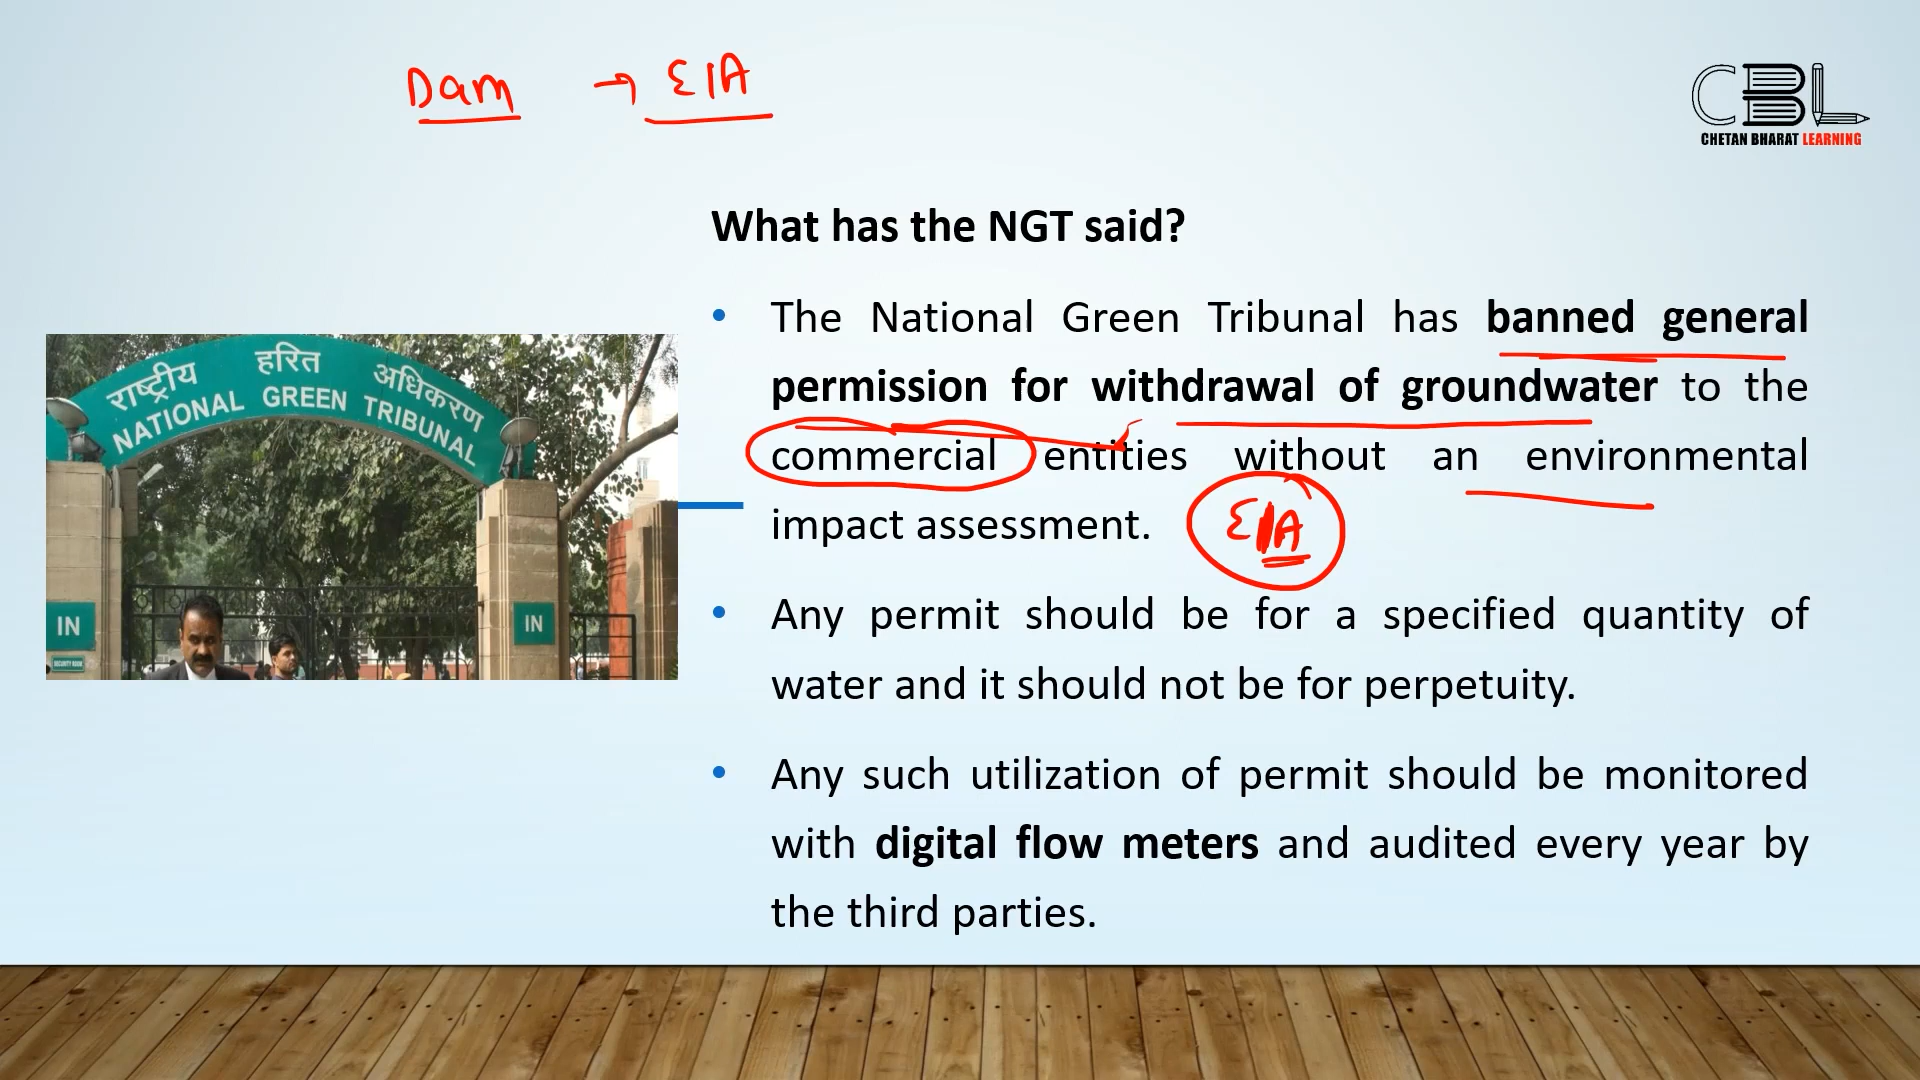 Dam → EIA
CBL
CHETAN BHARAT LEARNING
What has the NGT said?
• The National Green Tribunal has banned general
permission for withdrawal of groundwater to the
commercial entities without an environmental
impact assessment. EIA
• Any permit should be for a specified quantity of
water and it should not be for perpetuity.
• Any such utilization of permit should be monitored
with digital flow meters and audited every year by
the third parties.
राष्ट्रीय हरित अधिकरण
NATIONAL GREEN TRIBUNAL
IN
SECURITY ROOM
IN